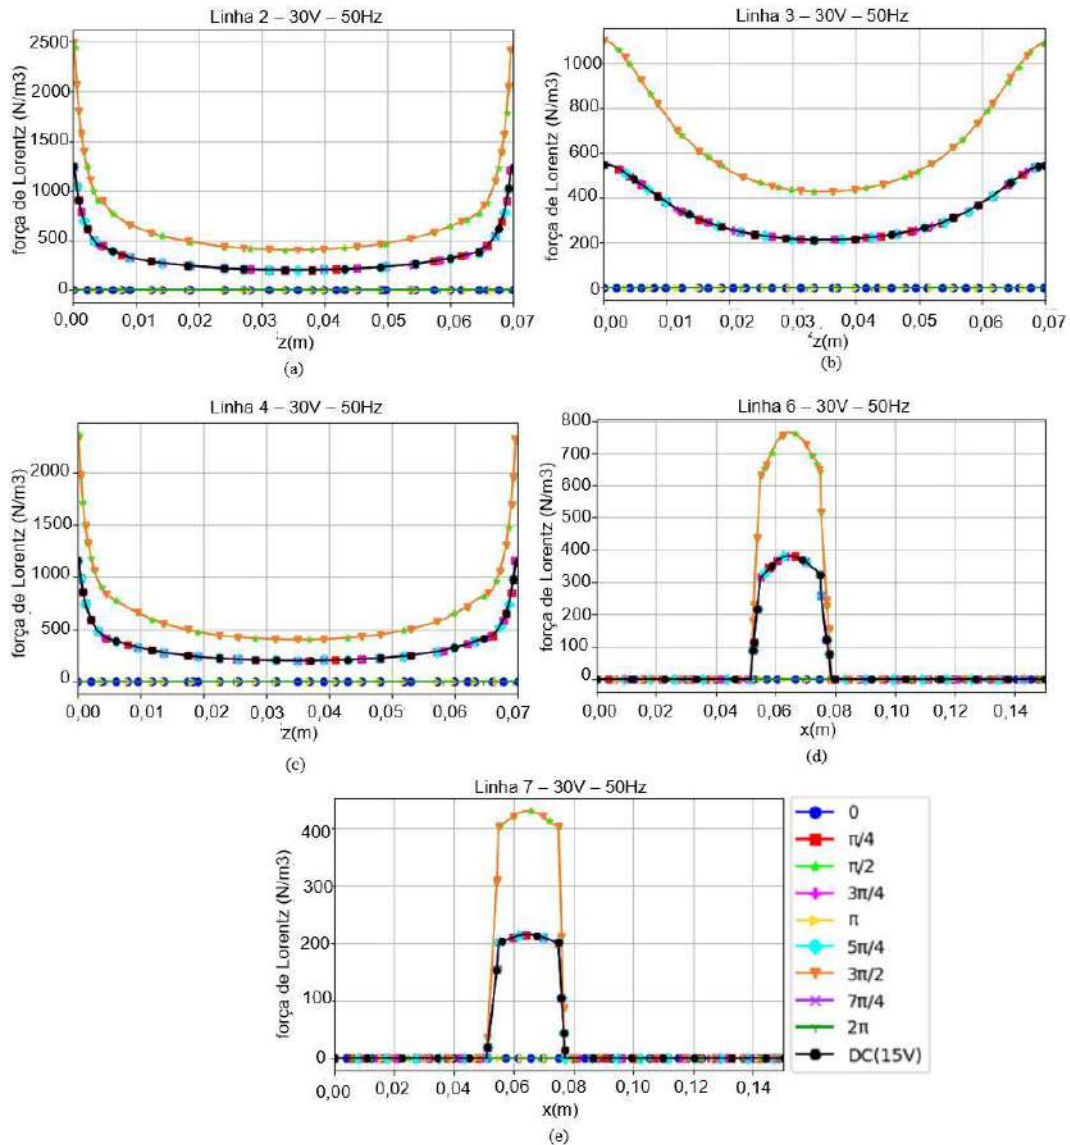 Linha 2 – 30V – 50Hz
força de Lorentz (N/m3)
2500
2000
1500
1000
500
0
0,00 0,01 0,02 0,03 0,04 0,05 0,06 0,07
'z(m)
(a)
Linha 3 – 30V – 50Hz
força de Lorentz (N/m3)
1000
800
600
400
200
0
0,00 0,01 0,02 0,03 0,04 0,05 0,06 0,07
'z(m)
(b)
Linha 4 – 30V – 50Hz
força de Lorentz (N/m3)
2000
1500
1000
500
0
0,00 0,01 0,02 0,03 0,04 0,05 0,06 0,07
'z(m)
(c)
Linha 6 – 30V – 50Hz
força de Lorentz (N/m3)
800
700
600
500
400
300
200
100
0
0,00 0,02 0,04 0,06 0,08 0,10 0,12 0,14
x(m)
(d)
Linha 7 – 30V – 50Hz
força de Lorentz (N/m3)
400
300
200
100
0
0,00 0,02 0,04 0,06 0,08 0,10 0,12 0,14
x(m)
(e)
0
π/4
π/2
3π/4
π
5π/4
3π/2
7π/4
2π
DC(15V)